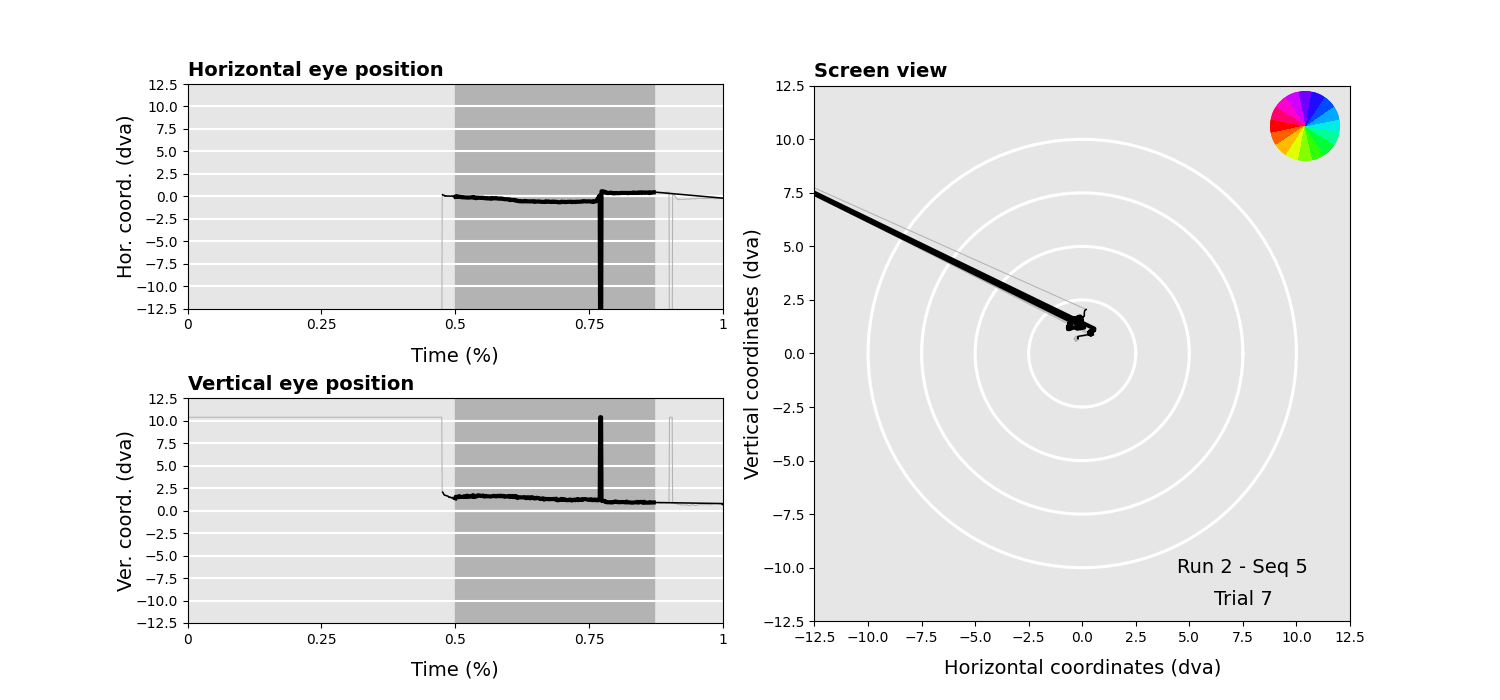 Horizontal eye position
12.5
10.0
7.5
5.0
2.5
0.0
−2.5
−5.0
−7.5
−10.0
−12.5
Hor. coord. (dva)
0 0.25 0.5 0.75 1
Time (%)
Vertical eye position
12.5
10.0
7.5
5.0
2.5
0.0
−2.5
−5.0
−7.5
−10.0
−12.5
Ver. coord. (dva)
0 0.25 0.5 0.75 1
Time (%)
Screen view
12.5
10.0
7.5
5.0
2.5
0.0
−2.5
−5.0
−7.5
−10.0
−12.5
Vertical coordinates (dva)
Run 2 - Seq 5
Trial 7
−12.5 −10.0 −7.5 −5.0 −2.5 0.0 2.5 5.0 7.5 10.0 12.5
Horizontal coordinates (dva)